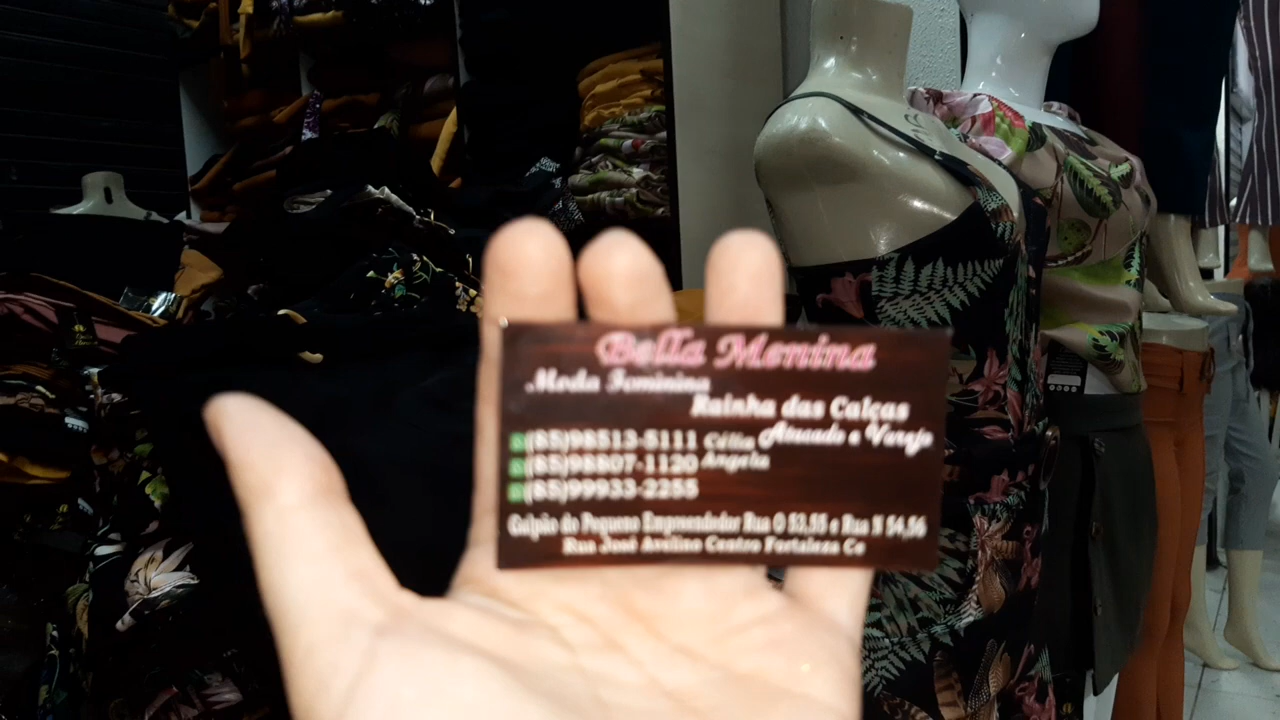 Bella Menina
Moda Feminina
Rainha das Calças
Atacado e Varejo
(85)98513-5111 Célia
(85)98807-1120 Angela
(85)99933-2255
Galpão do Pequeno Empreendedor Rua O 53,55 e Rua N 54,56
Rua José Avelino Centro Fortaleza Ce